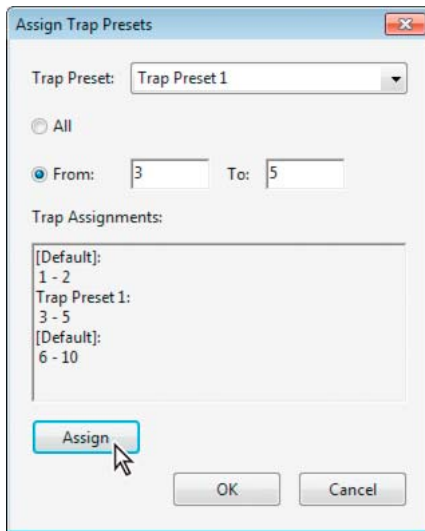 Assign Trap Presets
Trap Preset: Trap Preset 1
All
From: 3 To: 5
Trap Assignments:
[Default]:
1 - 2
Trap Preset 1:
3 - 5
[Default]:
6 - 10
Assign
OK Cancel